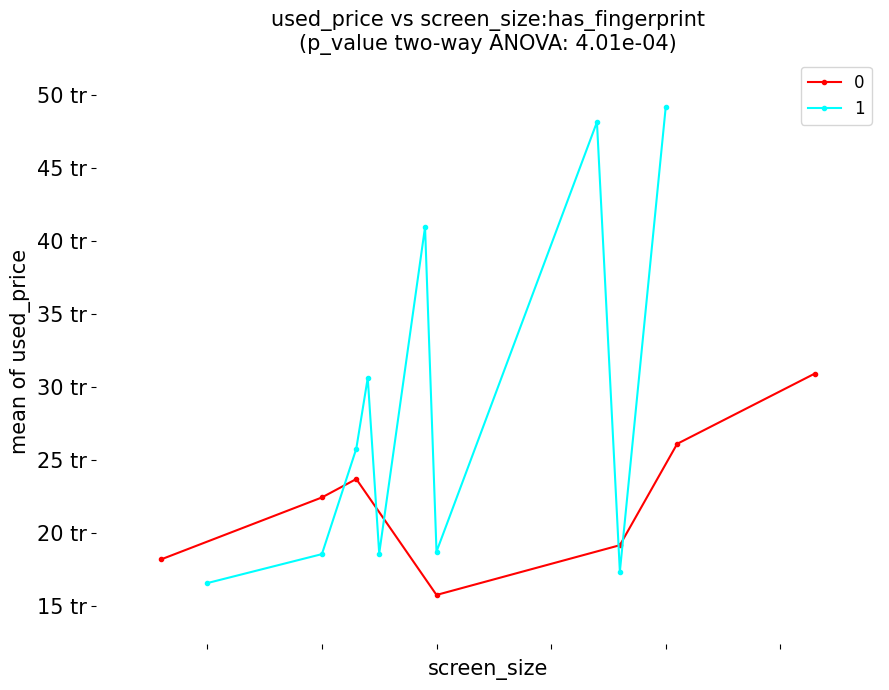 used_price vs screen_size:has_fingerprint
(p_value two-way ANOVA: 4.01e-04)
0
1
50 tr
45 tr
40 tr
35 tr
30 tr
25 tr
20 tr
15 tr
mean of used_price
screen_size